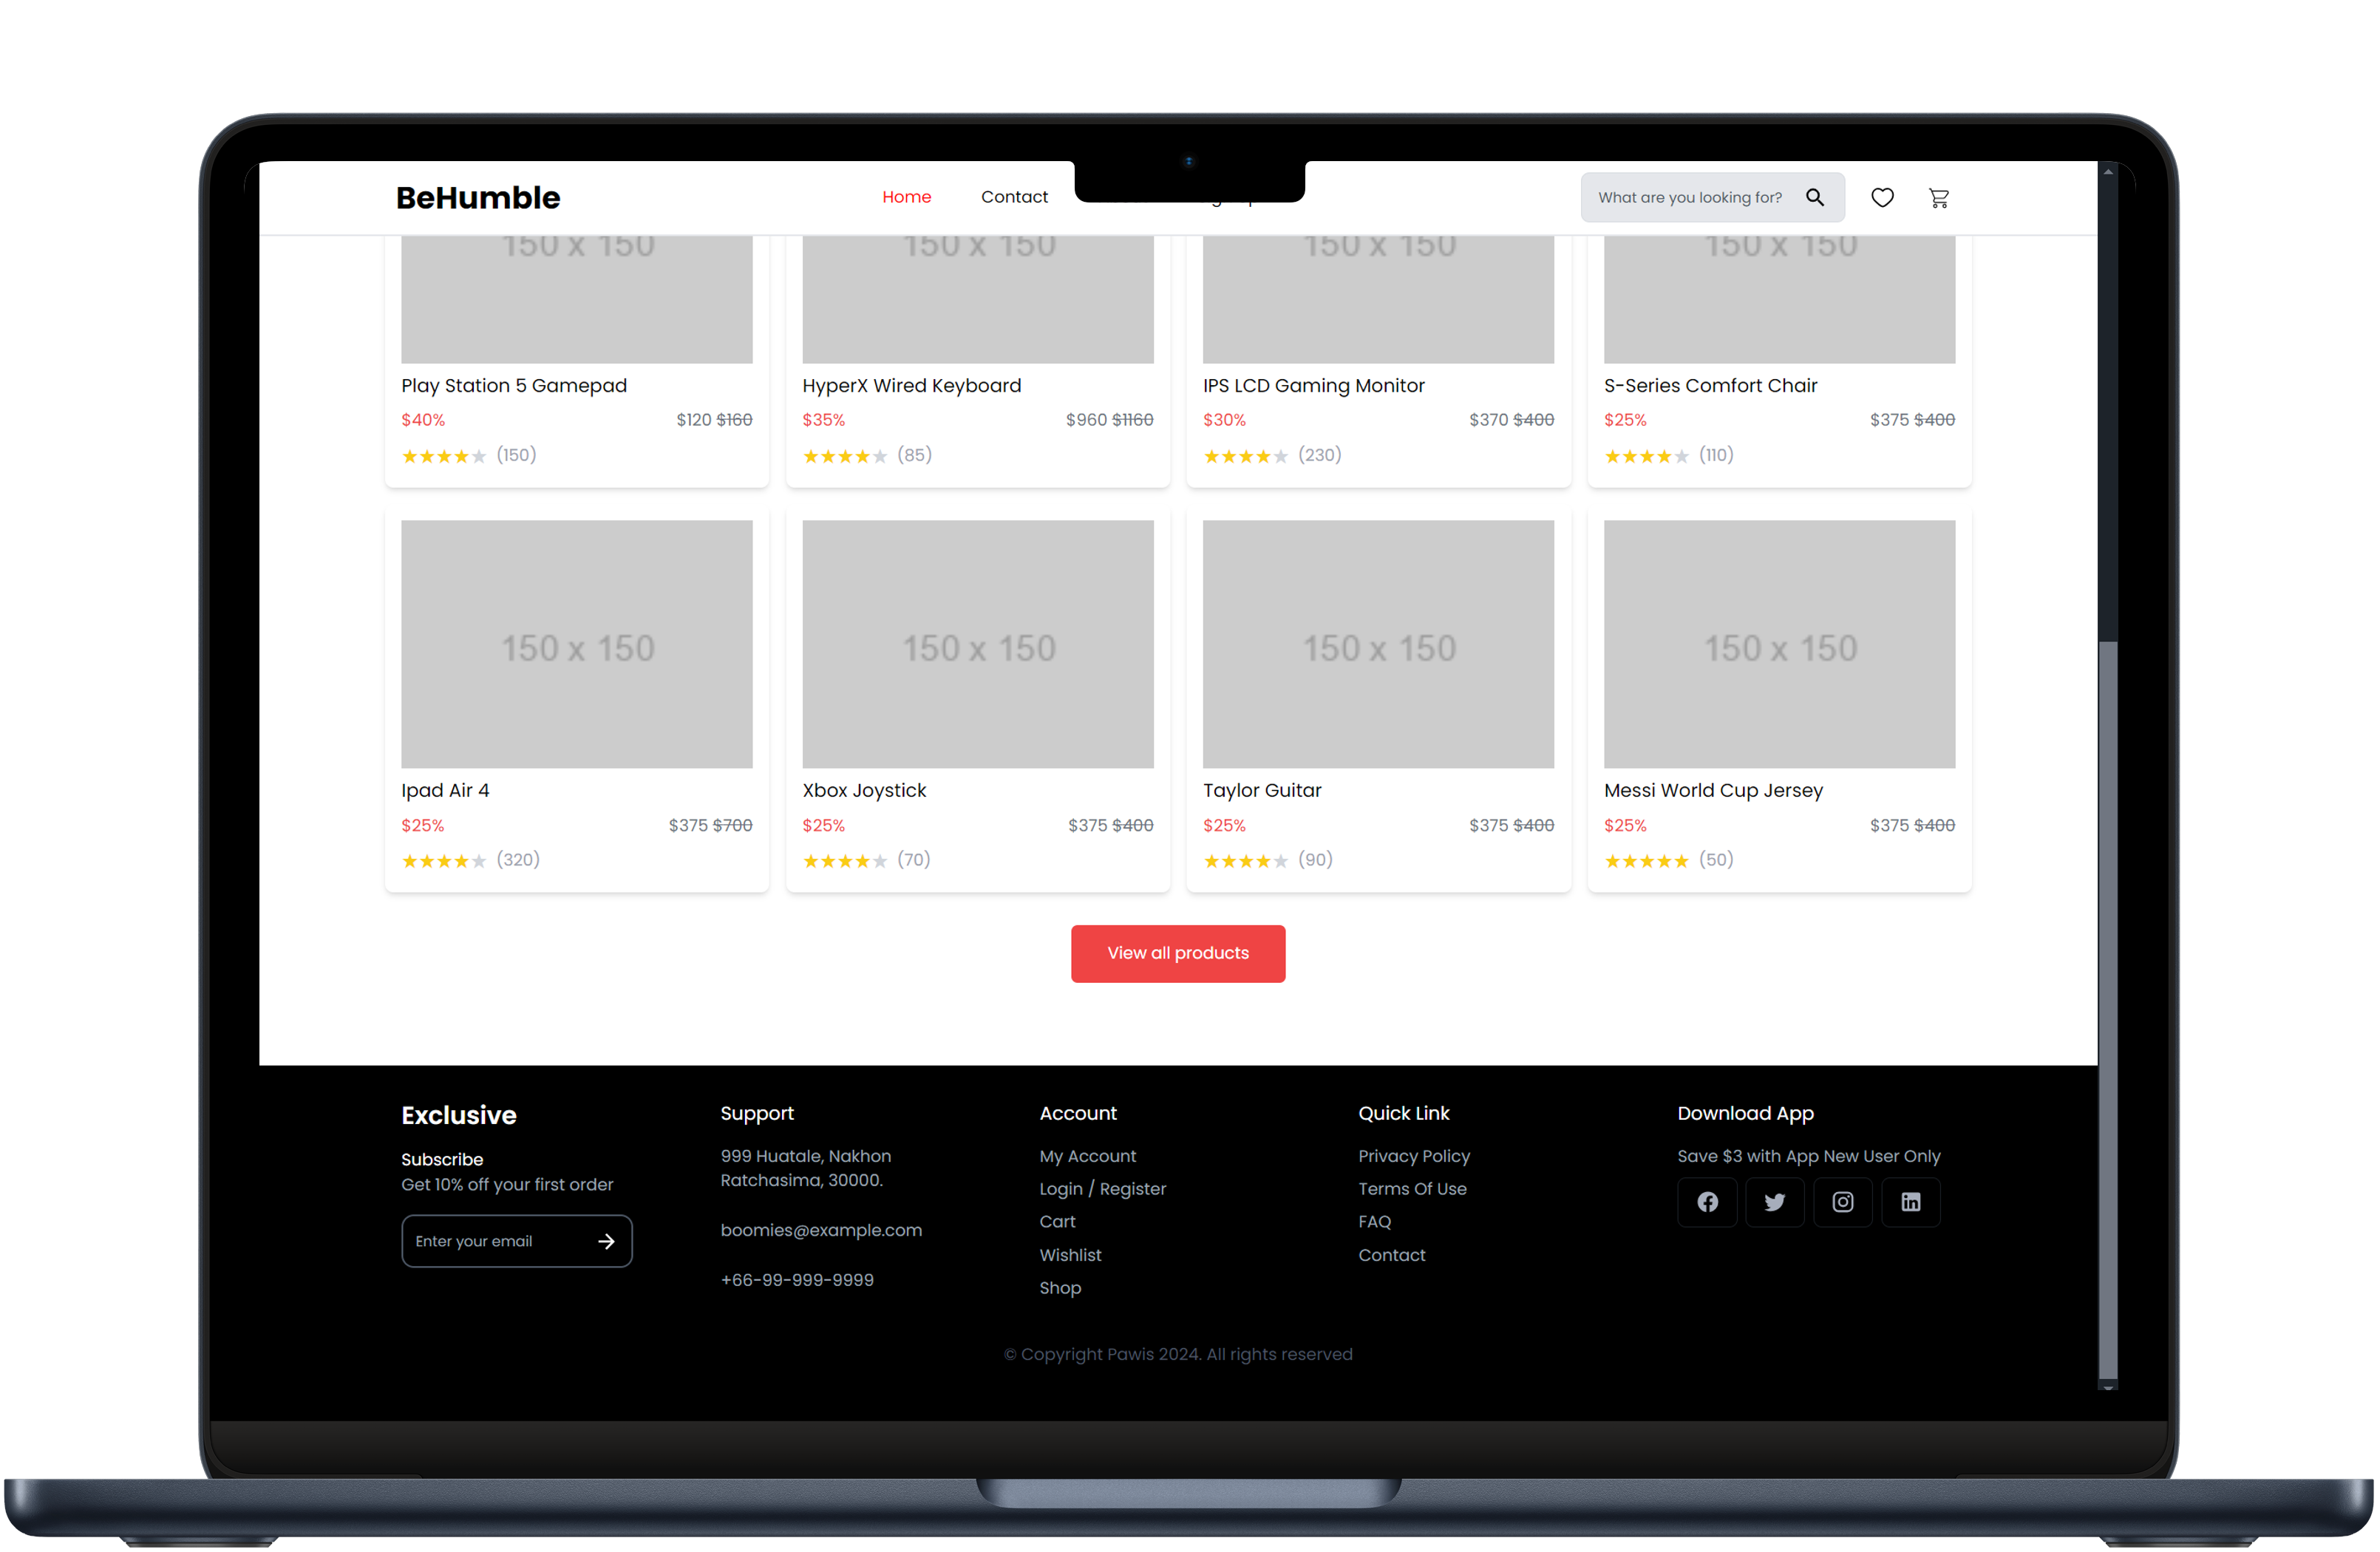 BeHumble
Home
Contact
What are you looking for?
150 x 150
150 x 150
150 x 150
150 x 150
Play Station 5 Gamepad
$40%
$120 $160
(150)
HyperX Wired Keyboard
$35%
$960 $1160
(85)
IPS LCD Gaming Monitor
$30%
$370 $400
(230)
S-Series Comfort Chair
$25%
$375 $400
(110)
150 x 150
Ipad Air 4
$25%
$375 $700
(320)
150 x 150
Xbox Joystick
$25%
$375 $400
(70)
150 x 150
Taylor Guitar
$25%
$375 $400
(90)
150 x 150
Messi World Cup Jersey
$25%
$375 $400
(50)
View all products
Exclusive
Subscribe
Get 10% off your first order
Enter your email
Support
999 Huatale, Nakhon
Ratchasima, 30000.
boomies@example.com
+66-99-999-9999
Account
My Account
Login / Register
Cart
Wishlist
Shop
Quick Link
Privacy Policy
Terms Of Use
FAQ
Contact
Download App
Save $3 with App New User Only
© Copyright Pawis 2024. All rights reserved